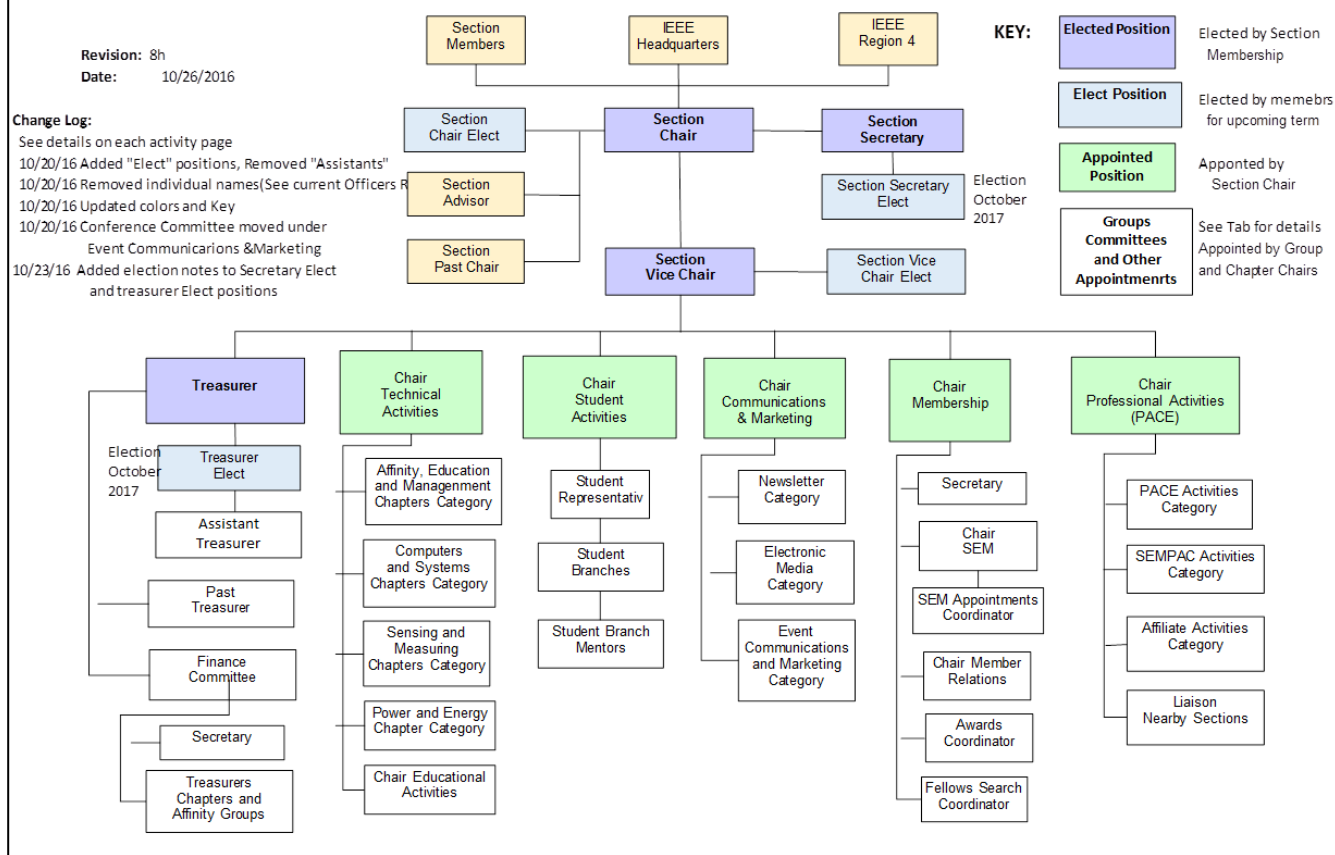 Section
Members
IEEE
Headquarters
IEEE
Region 4
KEY:
Elected Position
Elected by Section
Membership
Revision: 8h
Date: 10/26/2016
Elect Position
Elected by memebrs
for upcoming term
Change Log:
See details on each activity page
10/20/16 Added "Elect" positions, Removed "Assistants"
10/20/16 Removed individual names(See current Officers R
10/20/16 Updated colors and Key
10/20/16 Conference Committee moved under
Event Communicarions &Marketing
10/23/16 Added election notes to Secretary Elect
and treasurer Elect positions
Section
Chair Elect
Section
Chair
Section
Secretary
Appointed
Position
Apponted by
Section Chair
Section
Advisor
Section Secretary
Elect
Election
October
2017
Groups
Committees
and Other
Appointmenrts
See Tab for details
Appointed by Group
and Chapter Chairs
Section
Past Chair
Section
Vice Chair
Section Vice
Chair Elect
Treasurer
Chair
Technical
Activities
Chair
Student
Activities
Chair
Communications
& Marketing
Chair
Membership
Chair
Professional Activities
(PACE)
Election
October
2017
Treasurer
Elect
Assistant
Treasurer
Past
Treasurer
Finance
Committee
Secretary
Treasurers
Chapters and
Affinity Groups
Affinity, Education
and Managenment
Chapters Category
Computers
and Systems
Chapters Category
Sensing and
Measuring
Chapters Category
Power and Energy
Chapter Category
Chair Educational
Activities
Student
Representativ
Student
Branches
Student Branch
Mentors
Newsletter
Category
Electronic
Media
Category
Event
Communications
and Marketing
Category
Secretary
Chair
SEM
SEM Appointments
Coordinator
Chair Member
Relations
Awards
Coordinator
Fellows Search
Coordinator
PACE Activities
Category
SEMPAC Activities
Category
Affiliate Activities
Category
Liaison
Nearby Sections